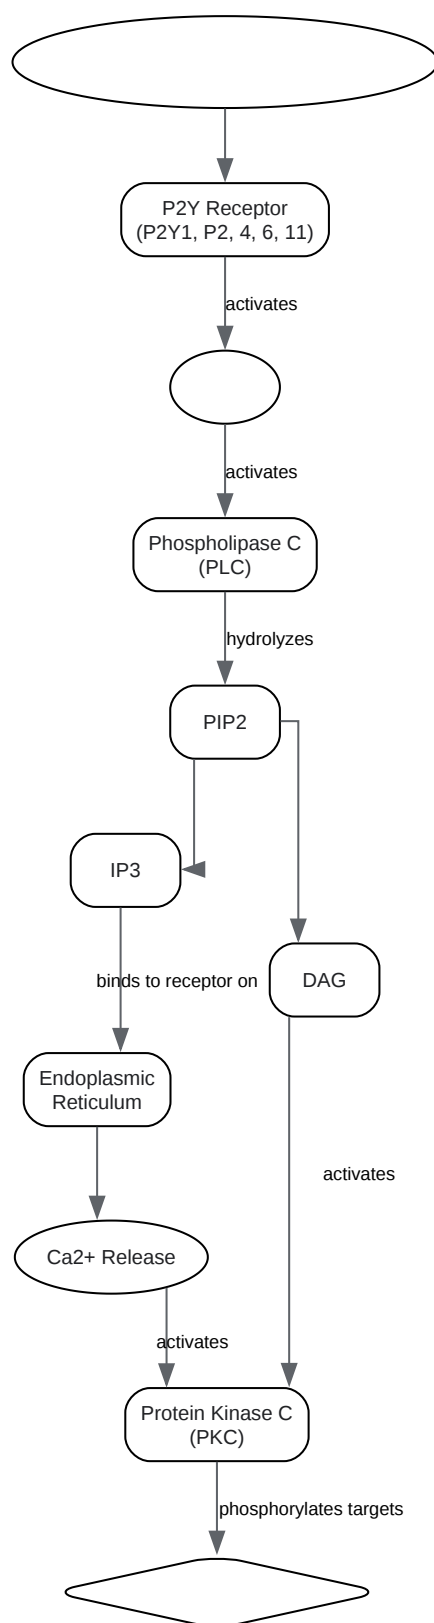 P2Y Receptor
(P2Y1, P2, 4, 6, 11)
activates
activates
Phospholipase C
(PLC)
hydrolyzes
PIP2
IP3
binds to receptor on
DAG
Endoplasmic
Reticulum
activates
Ca2+ Release
activates
Protein Kinase C
(PKC)
phosphorylates targets